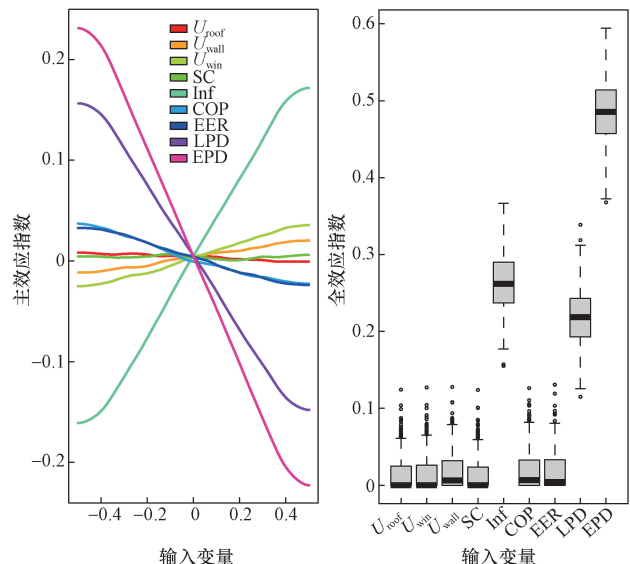 0.2
0.1
0
−0.1
−0.2
主效应指数
U_roof
U_wall
U_win
SC
Inf
COP
EER
LPD
EPD
−0.4 −0.2 0 0.2 0.4
输入变量
0.6
0.5
0.4
0.3
0.2
0.1
0
全效应指数
U_roof U_win U_wall SC Inf COP EER LPD EPD
输入变量